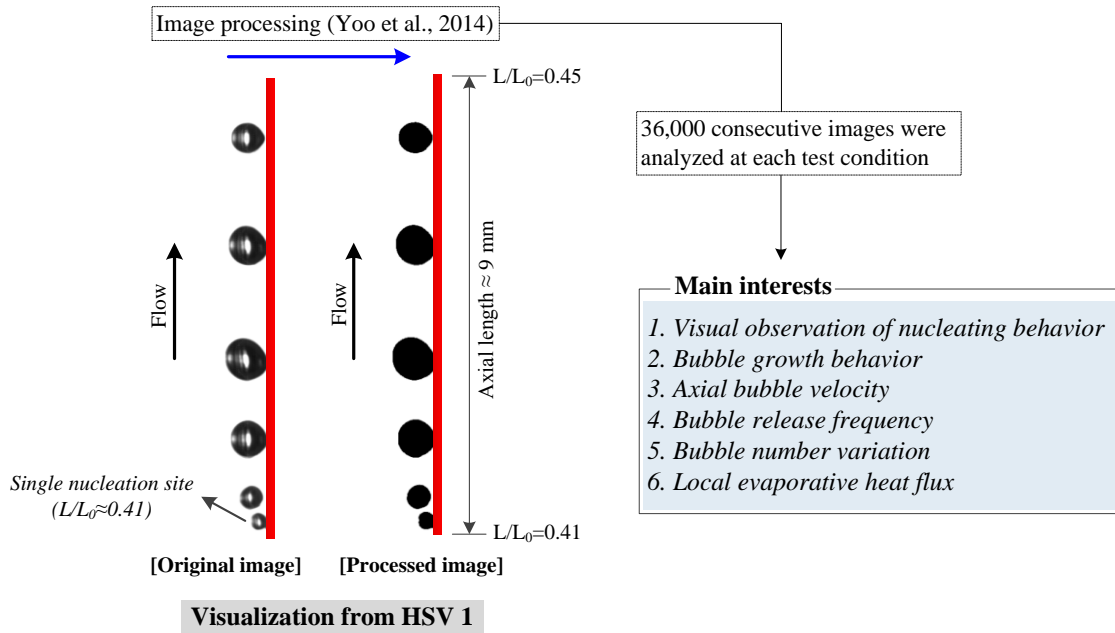 Image processing (Yoo et al., 2014)
L/L₀=0.45
36,000 consecutive images were
analyzed at each test condition
Flow
Flow
Axial length ≈ 9 mm
Main interests
1. Visual observation of nucleating behavior
2. Bubble growth behavior
3. Axial bubble velocity
4. Bubble release frequency
5. Bubble number variation
6. Local evaporative heat flux
Single nucleation site
(L/L₀≈0.41)
L/L₀=0.41
[Original image]
[Processed image]
Visualization from HSV 1